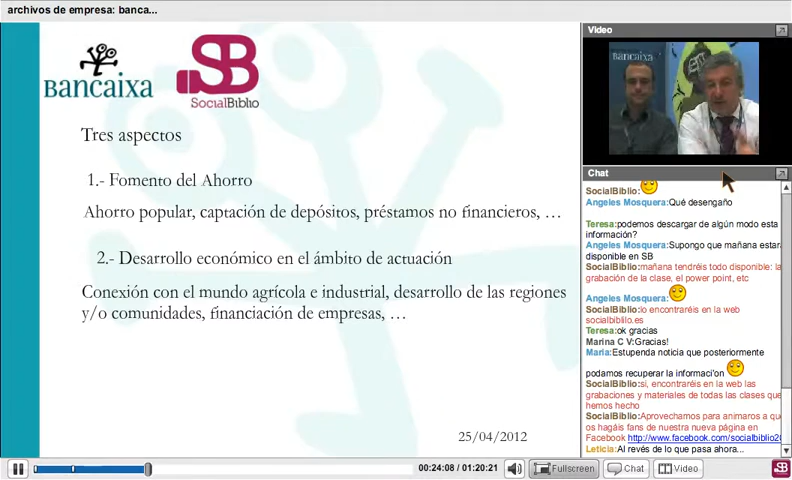 archivos de empresa: banca...
Bancaixa
SB
SocialBiblio
Tres aspectos
1.- Fomento del Ahorro
Ahorro popular, captación de depósitos, préstamos no financieros, …
2.- Desarrollo económico en el ámbito de actuación
Conexión con el mundo agrícola e industrial, desarrollo de las regiones
y/o comunidades, financiación de empresas, …
25/04/2012
Video
Bancaixa
Chat
SocialBiblio:
Angeles Mosquera:Qué desengaño
Teresa:podemos descargar de algún modo esta
información?
Angeles Mosquera:Supongo que mañana estar
disponible en SB
SocialBiblio:mañana tendréis todo disponible: la
grabación de la clase, el power point, etc
Angeles Mosquera:
SocialBiblio:lo encontraréis en la web
socialbiblilo.es
Teresa:ok gracias
Marina C V:Gracias!
Maria:Estupenda noticia que posteriormente
podamos recuperar la informaci'on
SocialBiblio:si, encontraréis en la web las
grabaciones y materiales de todas las clases que
hemos hecho
SocialBiblio:Aprovechamos para animaros a qu
os hagáis fans de nuestra nueva página en
Facebook http://www.facebook.com/socialbiblio20
Leticia:Al revés de lo que pasa ahora...
00:24:08 / 01:20:21
Fullscreen
Chat
Video
SB